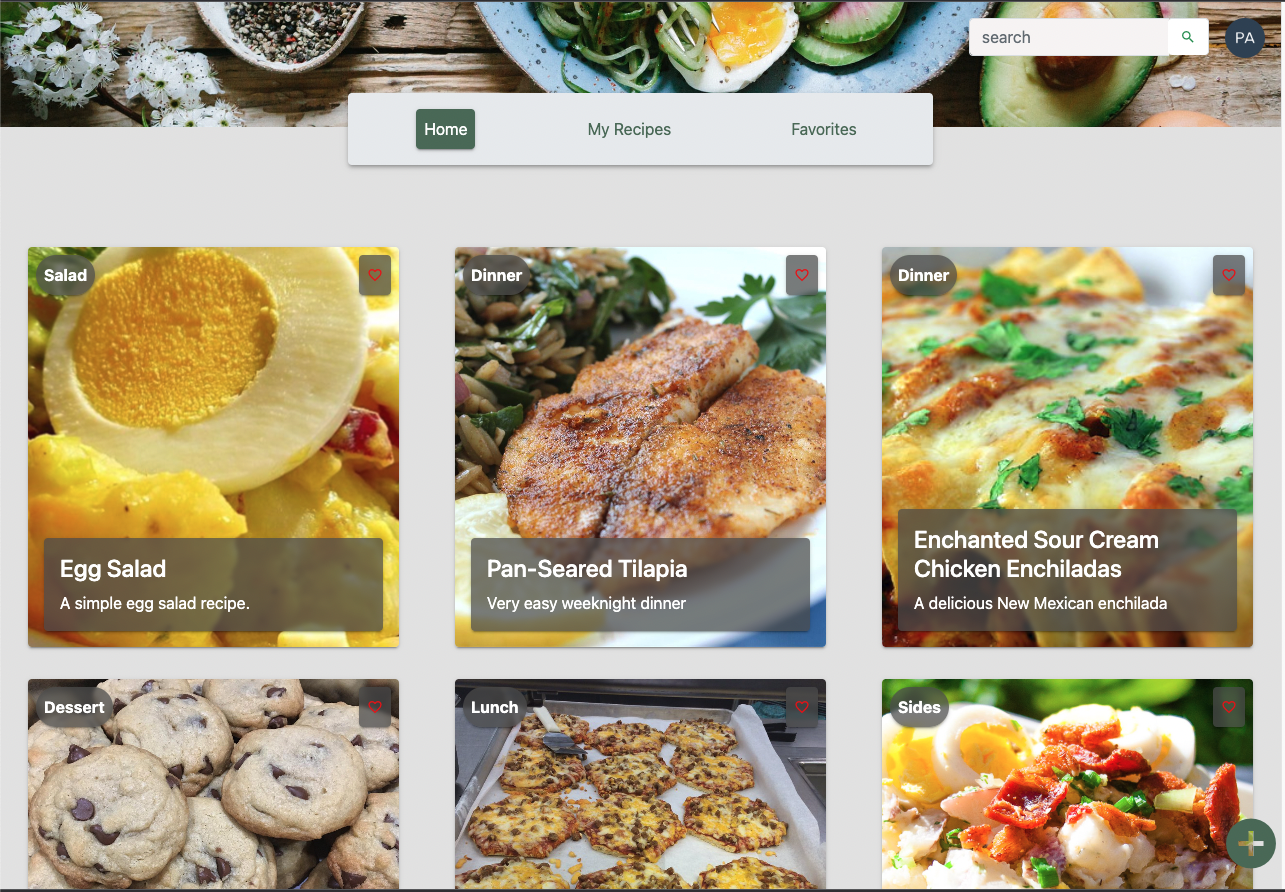 search
PA
Home
My Recipes
Favorites
Salad
Egg Salad
A simple egg salad recipe.
Dinner
Pan-Seared Tilapia
Very easy weeknight dinner
Dinner
Enchanted Sour Cream
Chicken Enchiladas
A delicious New Mexican enchilada
Dessert
Lunch
Sides